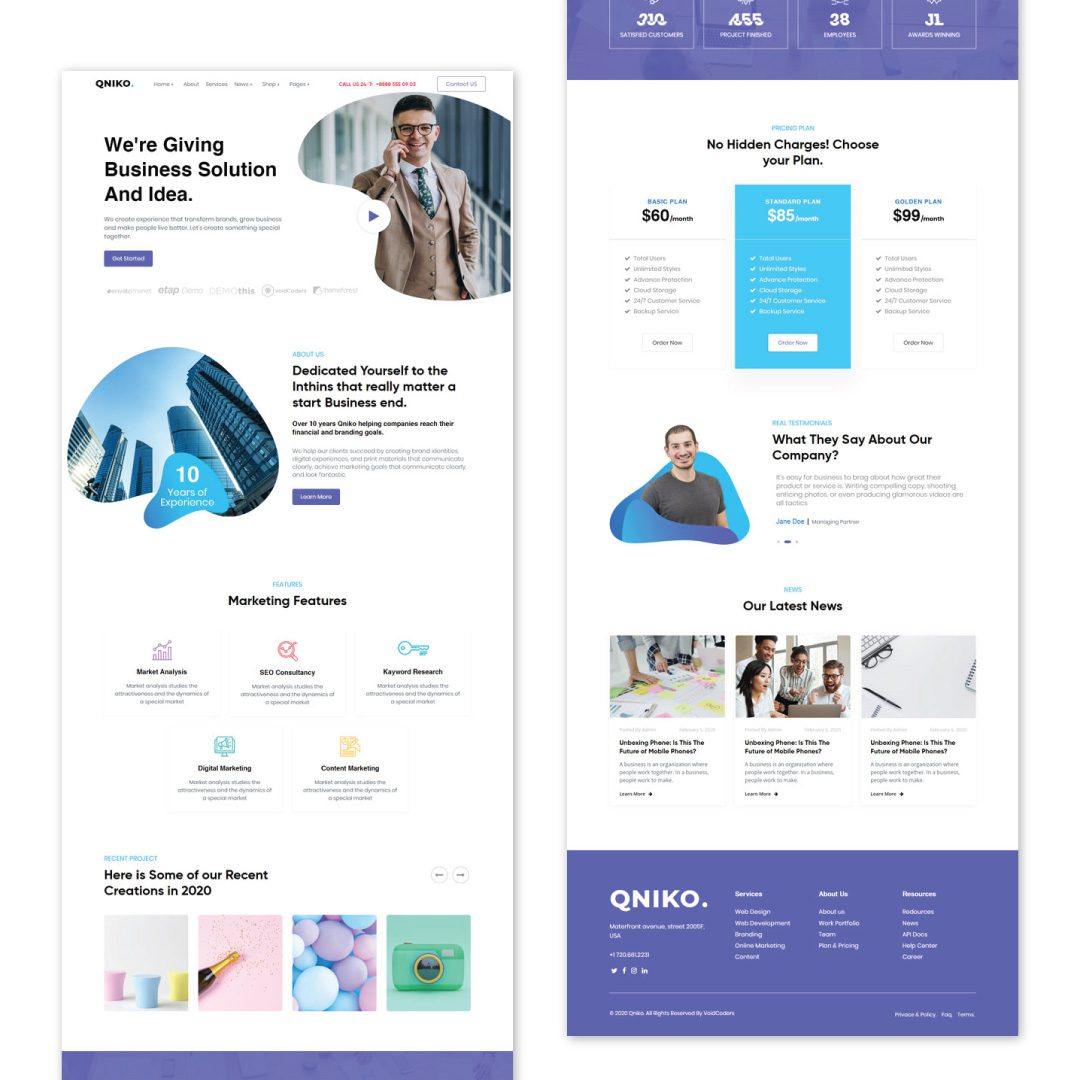 QNIKO.
Home +
About
Services
News +
Shop +
Pages +
CALL US 24/7: +8888 555 09 03
Contact US
We're Giving
Business Solution
And Idea.
We create experience that transform brands, grow business
and make people live better. Let's create something special
together.
Get Started
envato market
etap Demo
DEMOthis
VoidCoders
themeforest
ABOUT US
Dedicated Yourself to the
Inthins that really matter a
start Business end.
Over 10 years Qniko helping companies reach their
financial and branding goals.
We help our clients succeed by creating brand identities,
digital experiences, and print materials that communicate
clearly, achieve marketing goals that communicate clearly,
and look fantastic.
Learn More
10
Years of
Experience
FEATURES
Marketing Features
Market Analysis
Market analysis studies the
attractiveness and the dynamics of
a special market
SEO Consultancy
Market analysis studies the
attractiveness and the dynamics of
a special market
Kayword Research
Market analysis studies the
attractiveness and the dynamics of
a special market
Digital Marketing
Market analysis studies the
attractiveness and the dynamics of
a special market
Content Marketing
Market analysis studies the
attractiveness and the dynamics of
a special market
RECENT PROJECT
Here is Some of our Recent
Creations in 2020
SATISFIED CUSTOMERS
PROJECT FINISHED
38
EMPLOYEES
AWARDS WINNING
PRICING PLAN
No Hidden Charges! Choose
your Plan.
BASIC PLAN
$60/month
Total Users
Unlimited Styles
Advance Protection
Cloud Storage
24/7 Customer Service
Backup Service
Order Now
STANDARD PLAN
$85/month
Total Users
Unlimited Styles
Advance Protection
Cloud Storage
24/7 Customer Service
Backup Service
Order Now
GOLDEN PLAN
$99/month
Total Users
Unlimited Styles
Advance Protection
Cloud Storage
24/7 Customer Service
Backup Service
Order Now
REAL TESTIMONIALS
What They Say About Our
Company?
It's easy for business to brag about how great their
product or service is. Writing compelling copy, shooting
enticing photos, or even producing glamorous videos are
all tactics
Jane Doe | Managing Partner
NEWS
Our Latest News
Posted By Admin
February 5, 2020
Unboxing Phone: Is This The
Future of Mobile Phones?
A business is an organization where
people work together. In a business,
people work to make.
Learn More
Posted By Admin
February 5, 2020
Unboxing Phone: Is This The
Future of Mobile Phones?
A business is an organization where
people work together. In a business,
people work to make.
Learn More
Posted By Admin
February 5, 2020
Unboxing Phone: Is This The
Future of Mobile Phones?
A business is an organization where
people work together. In a business,
people work to make.
Learn More
QNIKO.
Materfront avenue, street 2005F,
USA
+1 720.661.2231
Services
Web Design
Web Development
Branding
Online Marketing
Content
About Us
About us
Work Portfolio
Team
Plan & Pricing
Resources
Redources
News
API Docs
Help Center
Career
© 2020 Qniko. All Rights Reserved By VoidCoders
Privace & Policy.
Faq.
Terms.